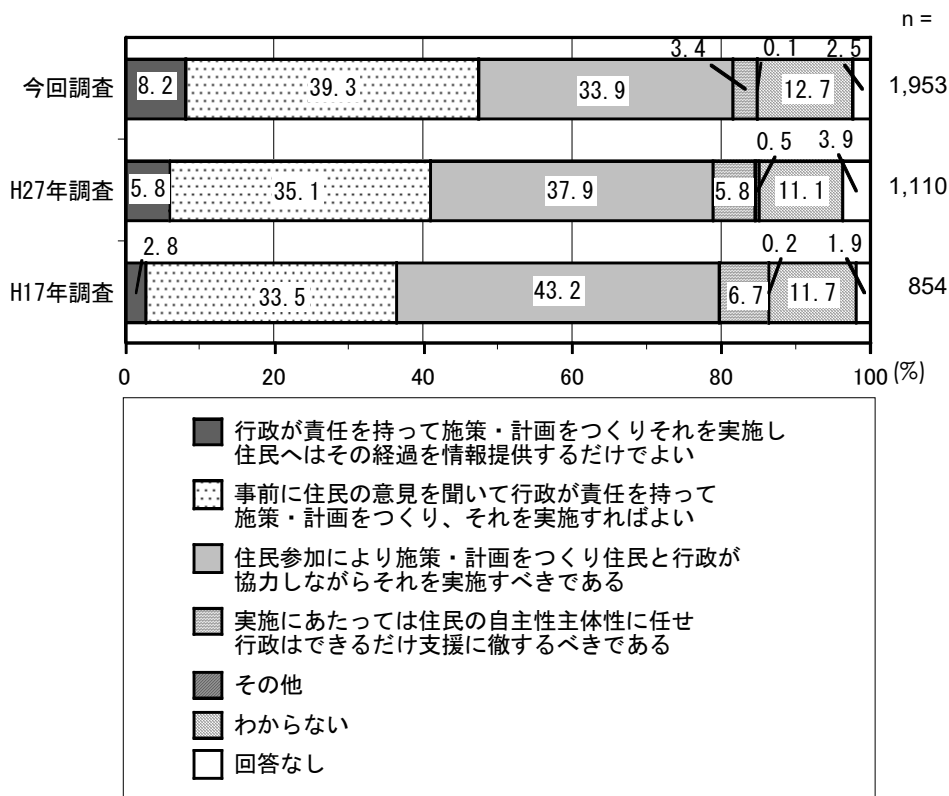 n =
3.4 0.1 2.5
今回調査 8.2 39.3 33.9 12.7 1,953
0.5 3.9
H27年調査 5.8 35.1 37.9 5.8 11.1 1,110
2.8 0.2 1.9
H17年調査 33.5 43.2 6.7 11.7 854
0 20 40 60 80 100 (%)
行政が責任を持って施策・計画をつくりそれを実施し
住民へはその経過を情報提供するだけでよい
事前に住民の意見を聞いて行政が責任を持って
施策・計画をつくり、それを実施すればよい
住民参加により施策・計画をつくり住民と行政が
協力しながらそれを実施すべきである
実施にあたっては住民の自主性主体性に任せ
行政はできるだけ支援に徹するべきである
その他
わからない
回答なし